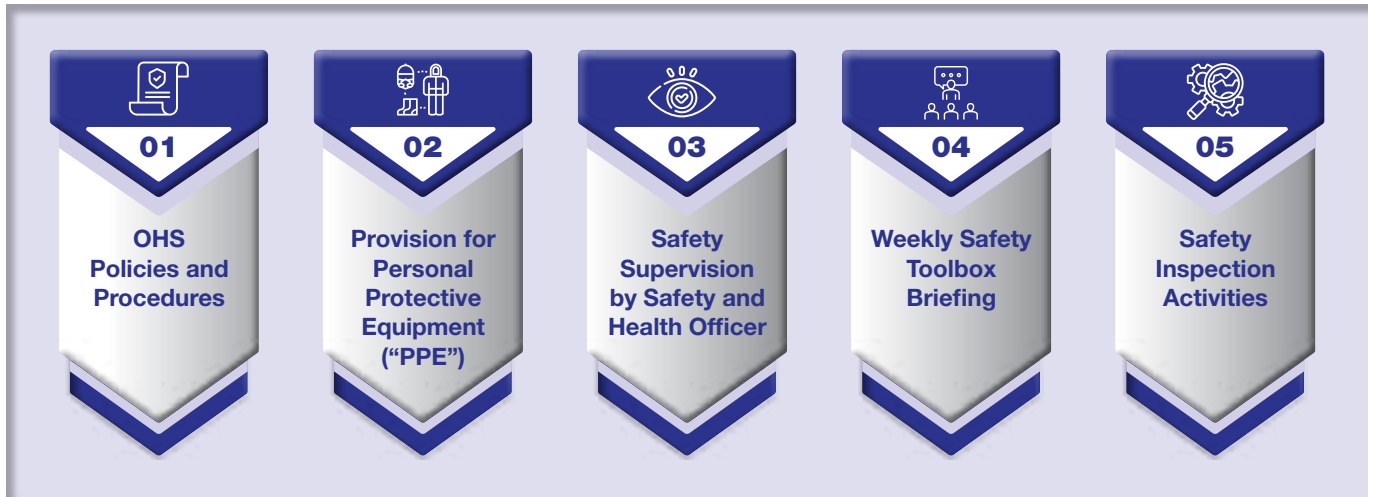 01
OHS
Policies and
Procedures
02
Provision for
Personal
Protective
Equipment
(“PPE”)
03
Safety
Supervision
by Safety and
Health Officer
04
Weekly Safety
Toolbox
Briefing
05
Safety
Inspection
Activities